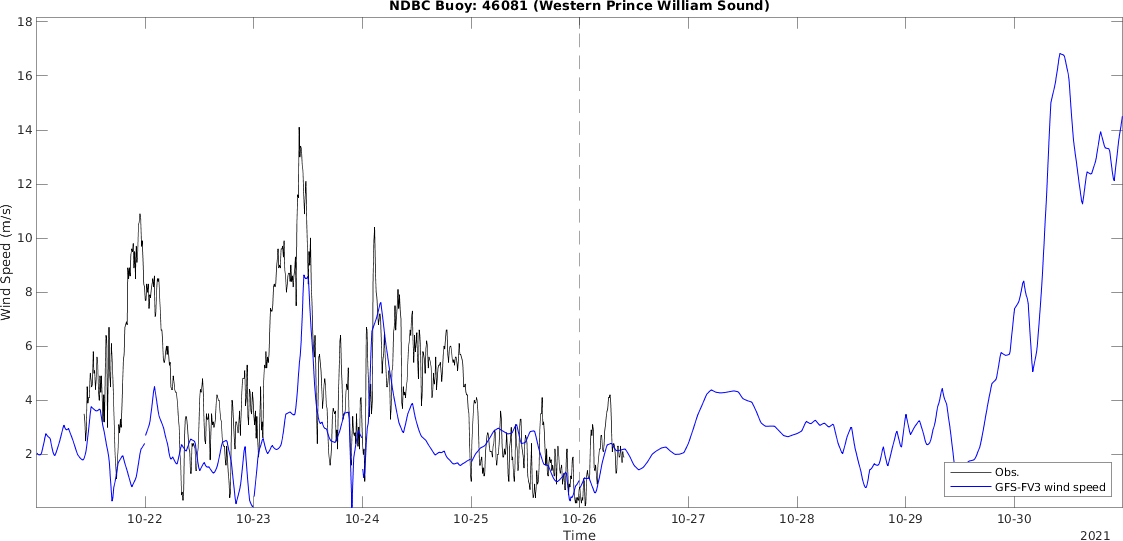 NDBC Buoy: 46081 (Western Prince William Sound)
18
16
14
12
10
8
6
4
2
Wind Speed (m/s)
Obs.
GFS-FV3 wind speed
10-22 10-23 10-24 10-25 10-26 10-27 10-28 10-29 10-30
Time
2021